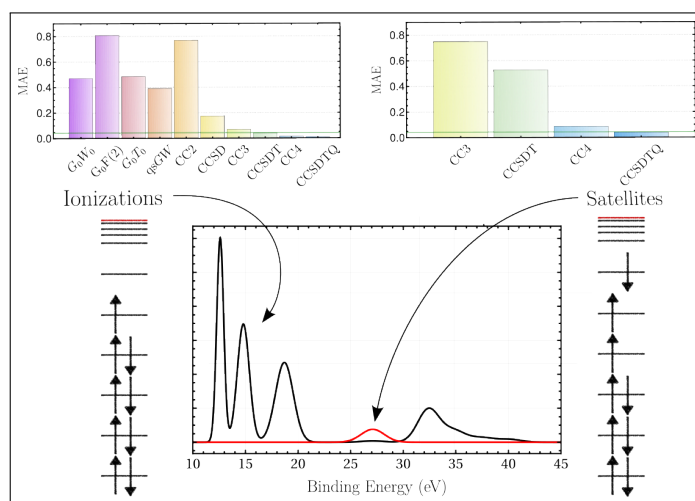 0.8
0.6
0.4
0.2
0.0
MAE
G₀W₀
G₀F(2)
G₀T₀
qsGW
CC2
CCSD
CC3
CCSDT
CC4
CCSDTQ
0.8
0.6
0.4
0.2
0.0
MAE
CC3
CCSDT
CC4
CCSDTQ
Ionizations
Satellites
10 15 20 25 30 35 40 45
Binding Energy (eV)